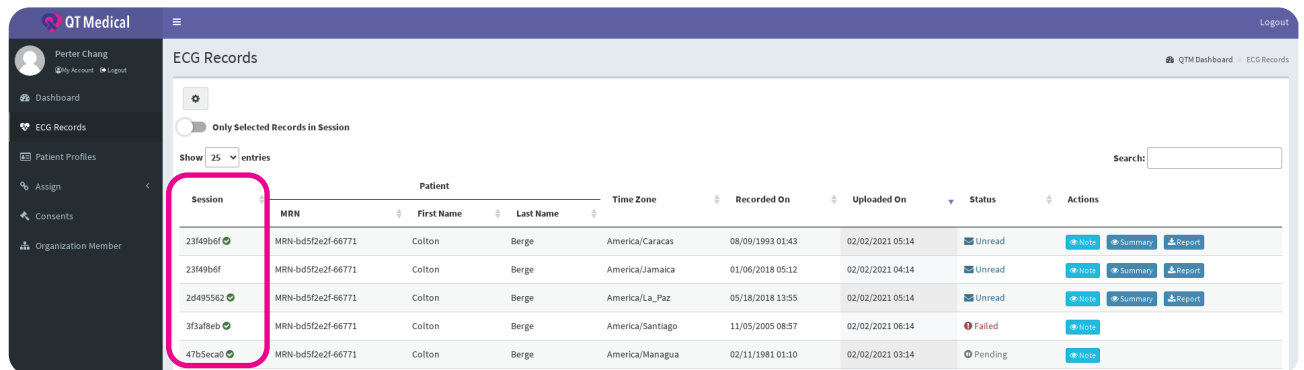 QT Medical
Logout
Perter Chang
My Account Logout
Dashboard
ECG Records
Patient Profiles
Assign
Consents
Organization Member
ECG Records
QTM Dashboard > ECG Records
Only Selected Records in Session
Show 25 entries
Search:
Session Patient Time Zone Recorded On Uploaded On Status Actions
MRN First Name Last Name
23f49b6f MRN-bd5f2e2f-66771 Colton Berge America/Caracas 08/09/1993 01:43 02/02/2021 05:14 Unread Note Summary Report
23f49b6f MRN-bd5f2e2f-66771 Colton Berge America/Jamaica 01/06/2018 05:12 02/02/2021 04:14 Unread Note Summary Report
2d495562 MRN-bd5f2e2f-66771 Colton Berge America/La_Paz 05/18/2018 13:55 02/02/2021 05:14 Unread Note Summary Report
3f3af8eb MRN-bd5f2e2f-66771 Colton Berge America/Santiago 11/05/2005 08:57 02/02/2021 06:14 Failed Note
47b5eca0 MRN-bd5f2e2f-66771 Colton Berge America/Managua 02/11/1981 01:10 02/02/2021 03:14 Pending Note